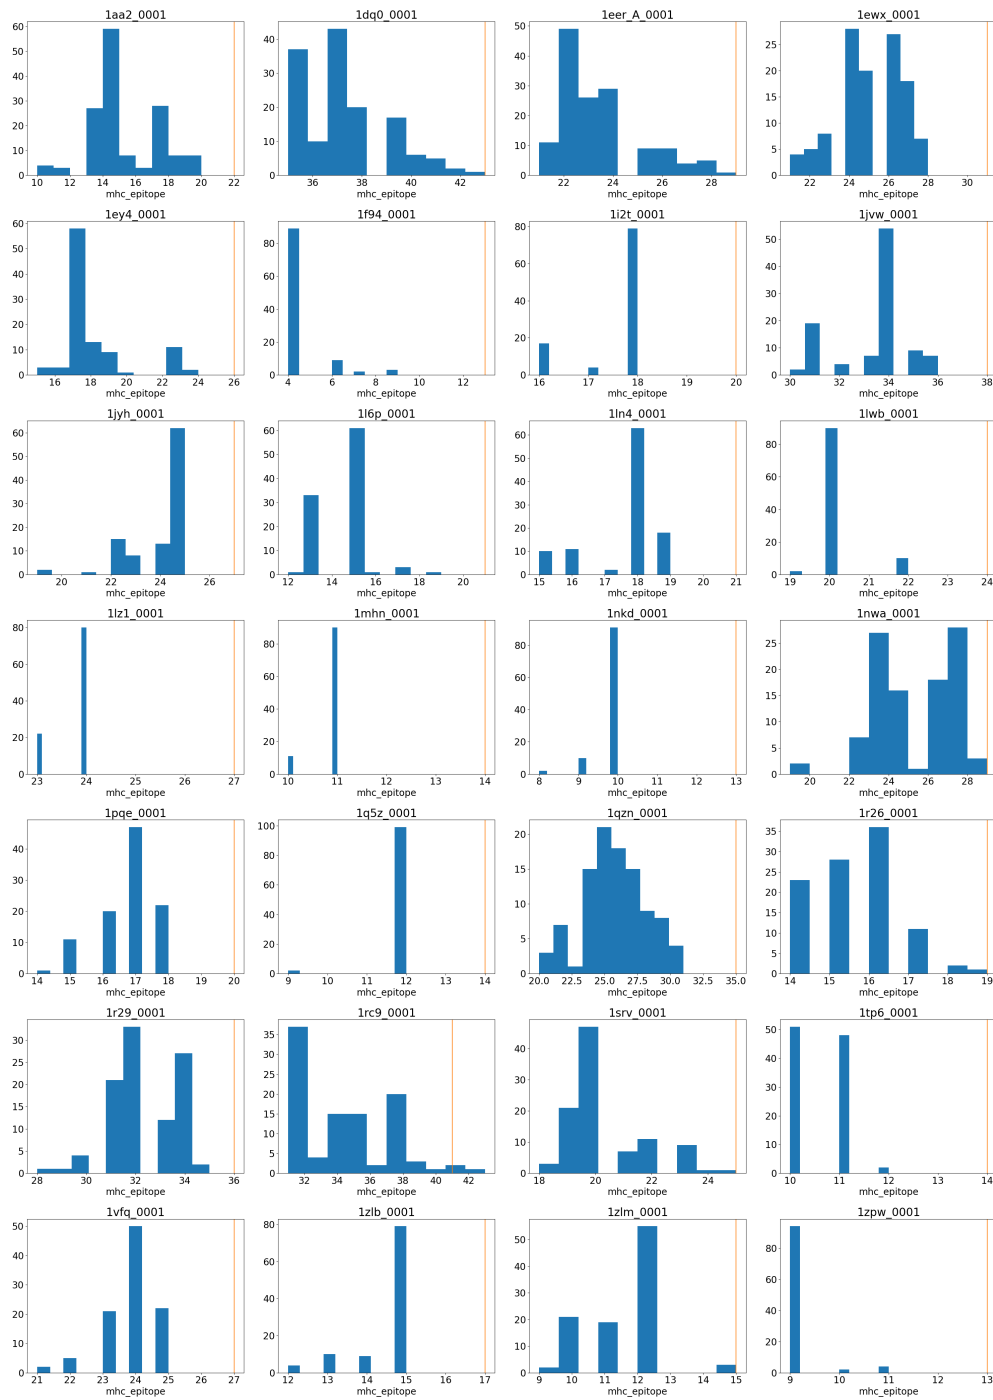 1aa2_0001
60
50
40
30
20
10
0
10 12 14 16 18 20 22
mhc_epitope
1dq0_0001
40
30
20
10
0
36 38 40 42
mhc_epitope
1eer_A_0001
50
40
30
20
10
0
22 24 26 28
mhc_epitope
1ewx_0001
25
20
15
10
5
0
22 24 26 28 30
mhc_epitope
1ey4_0001
60
50
40
30
20
10
0
16 18 20 22 24 26
mhc_epitope
1f94_0001
80
60
40
20
0
4 6 8 10 12
mhc_epitope
1i2t_0001
80
60
40
20
0
16 17 18 19 20
mhc_epitope
1jvw_0001
50
40
30
20
10
0
30 32 34 36 38
mhc_epitope
1jyh_0001
60
50
40
30
20
10
0
20 22 24 26
mhc_epitope
1l6p_0001
60
50
40
30
20
10
0
12 14 16 18 20
mhc_epitope
1ln4_0001
60
50
40
30
20
10
0
15 16 17 18 19 20 21
mhc_epitope
1lwb_0001
80
60
40
20
0
19 20 21 22 23 24
mhc_epitope
1lz1_0001
80
60
40
20
0
23 24 25 26 27
mhc_epitope
1mhn_0001
80
60
40
20
0
10 11 12 13 14
mhc_epitope
1nkd_0001
80
60
40
20
0
8 9 10 11 12 13
mhc_epitope
1nwa_0001
25
20
15
10
5
0
20 22 24 26 28
mhc_epitope
1pqe_0001
40
30
20
10
0
14 15 16 17 18 19 20
mhc_epitope
1q5z_0001
100
80
60
40
20
0
9 10 11 12 13 14
mhc_epitope
1qzn_0001
20
15
10
5
0
20.0 22.5 25.0 27.5 30.0 32.5 35.0
mhc_epitope
1r26_0001
35
30
25
20
15
10
5
0
14 15 16 17 18 19
mhc_epitope
1r29_0001
30
25
20
15
10
5
0
28 30 32 34 36
mhc_epitope
1rc9_0001
35
30
25
20
15
10
5
0
32 34 36 38 40 42
mhc_epitope
1srv_0001
40
30
20
10
0
18 20 22 24
mhc_epitope
1tp6_0001
50
40
30
20
10
0
10 11 12 13 14
mhc_epitope
1vfq_0001
50
40
30
20
10
0
21 22 23 24 25 26 27
mhc_epitope
1zlb_0001
80
60
40
20
0
12 13 14 15 16 17
mhc_epitope
1zlm_0001
50
40
30
20
10
0
9 10 11 12 13 14 15
mhc_epitope
1zpw_0001
80
60
40
20
0
9 10 11 12 13
mhc_epitope